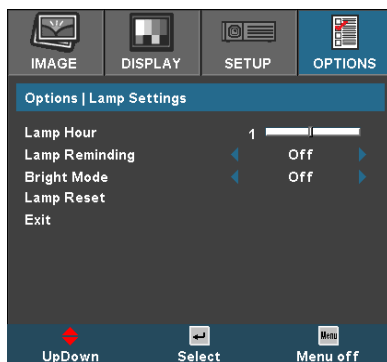 IMAGE DISPLAY SETUP OPTIONS
Options | Lamp Settings
Lamp Hour 1
Lamp Reminding Off
Bright Mode Off
Lamp Reset
Exit
Menu
UpDown Select Menu off